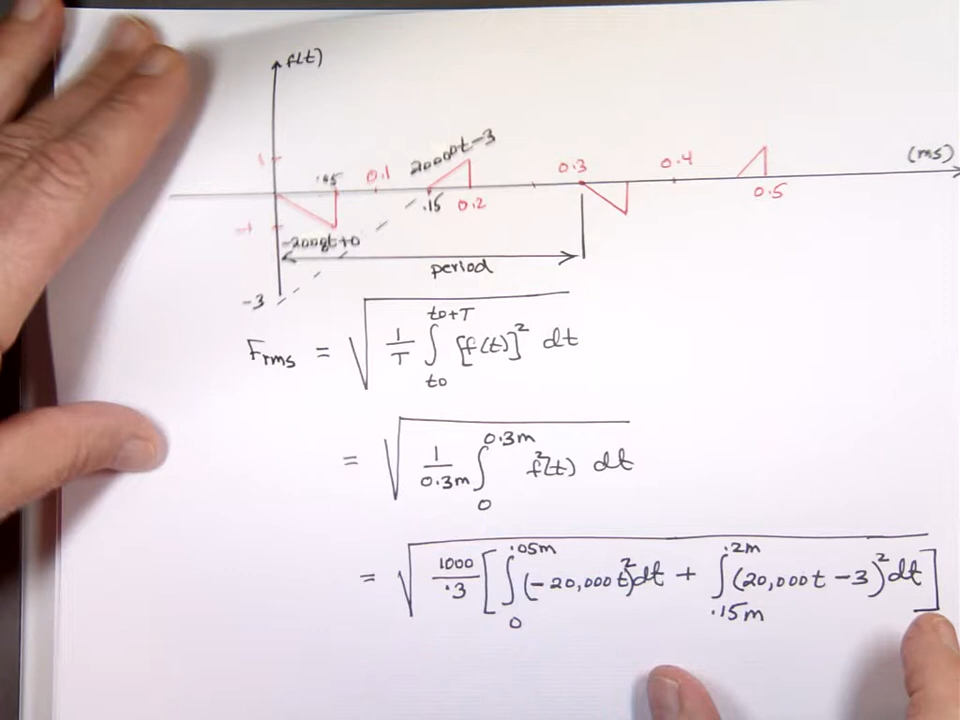 f(t)
20000t-3
1
.05
0.1
.15
0.2
0.3
0.4
0.5
(ms)
-1
-20000t+0
period
-3
Frms = √ 1/T ∫ t0 t0+T [f(t)]² dt
= √ 1/0.3m ∫ 0 0.3m f²(t) dt
= √ 1000/.3 [ ∫ 0 .05m (-20,000t)² dt + ∫ .15m .2m (20,000t -3)² dt ]